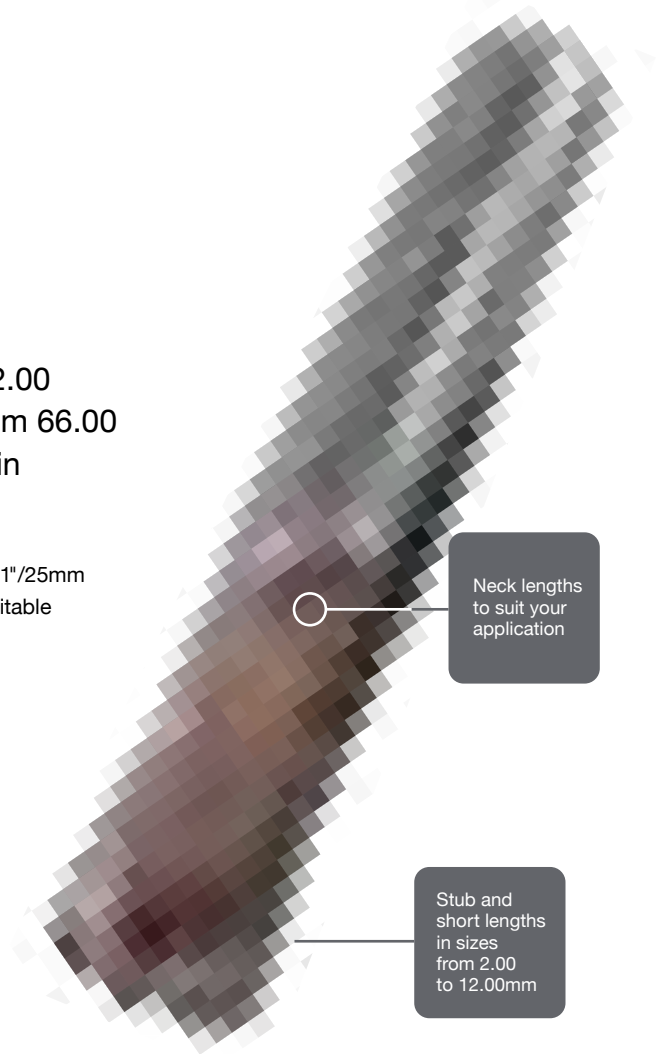 2.00
m 66.00
in
1"/25mm
itable
Neck lengths
to suit your
application
Stub and
short lengths
in sizes
from 2.00
to 12.00mm